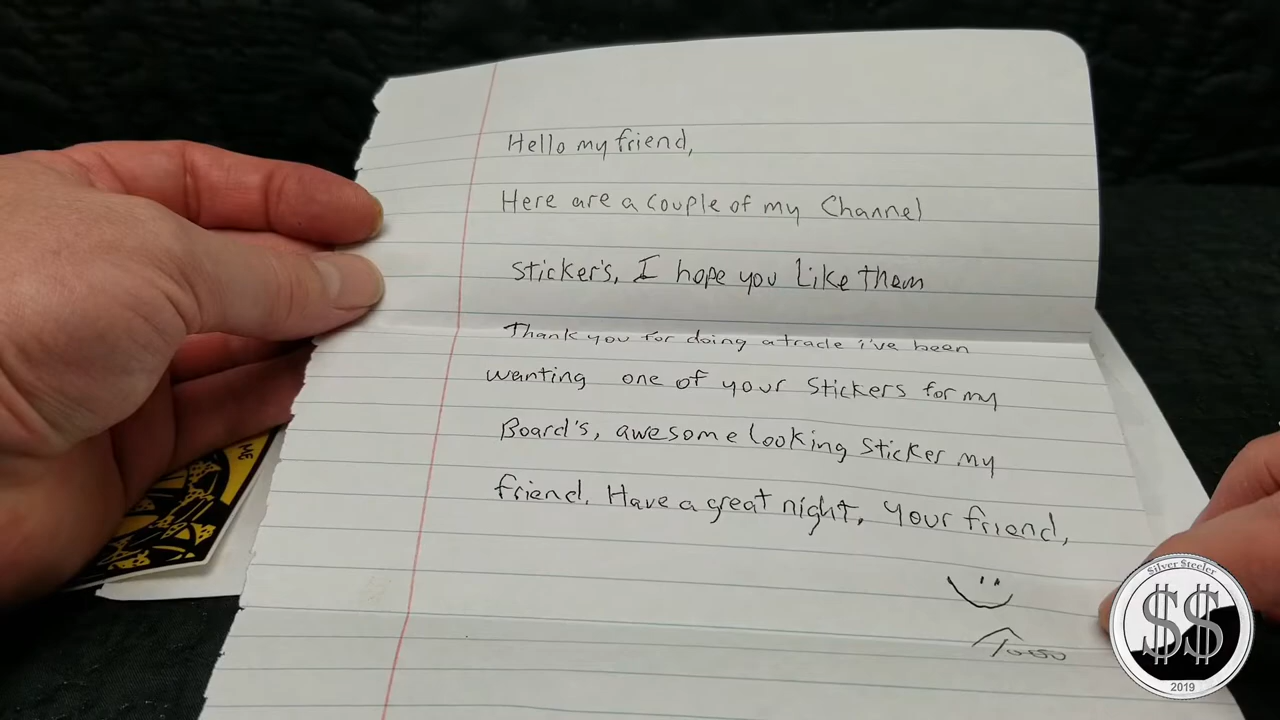 Hello my friend,
Here are a couple of my Channel
Sticker's, I hope you Like them
Thank you for doing a trade i've been
wanting one of your Stickers for my
Board's, awesome looking Sticker my
friend. Have a great night, Your friend,
ME
Silver $teeler
$$
2019